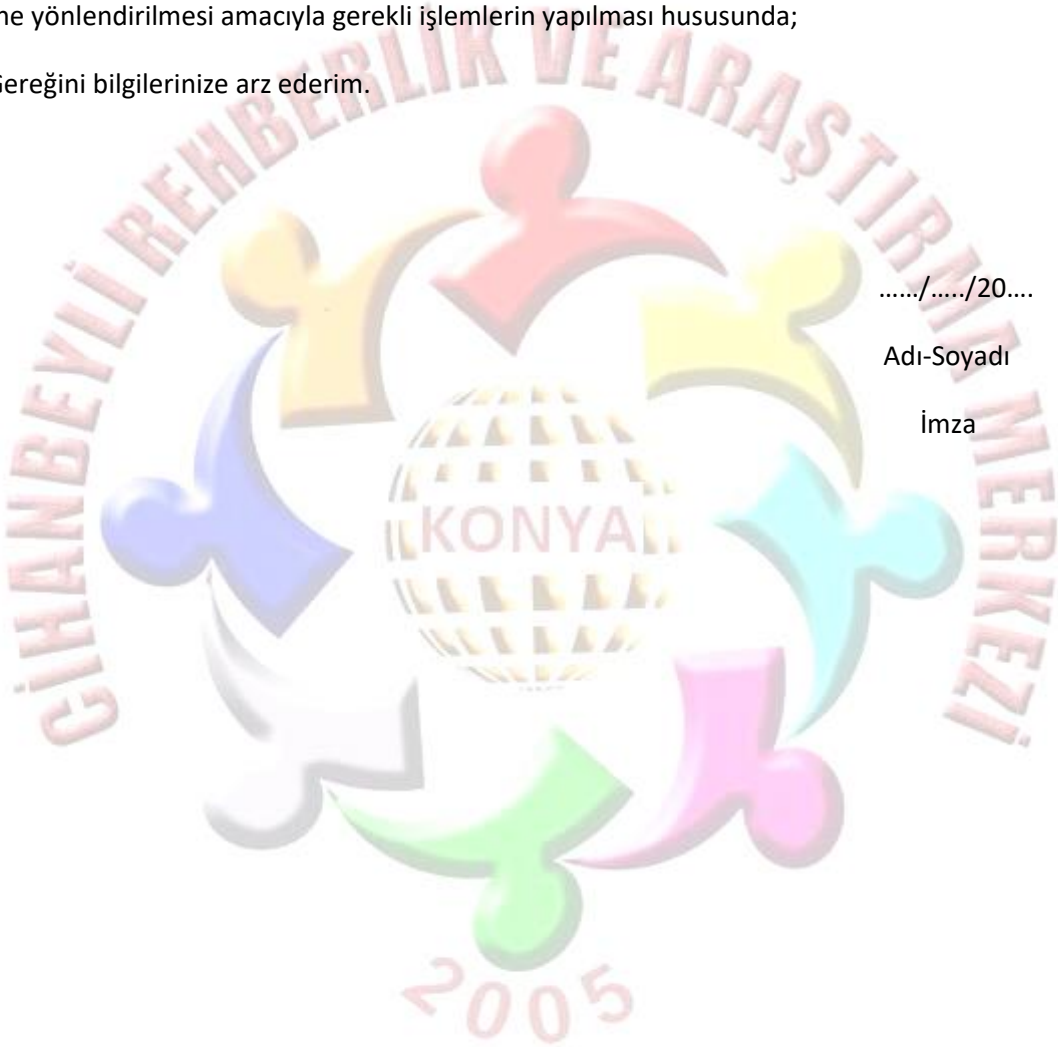 ne yönlendirilmesi amacıyla gerekli işlemlerin yapılması hususunda;
Gereğini bilgilerinize arz ederim.
CİHANBEYLİ REHBERLİK VE ARAŞTIRMA MERKEZİ
……/…../20….
Adı-Soyadı
İmza
KONYA
2005